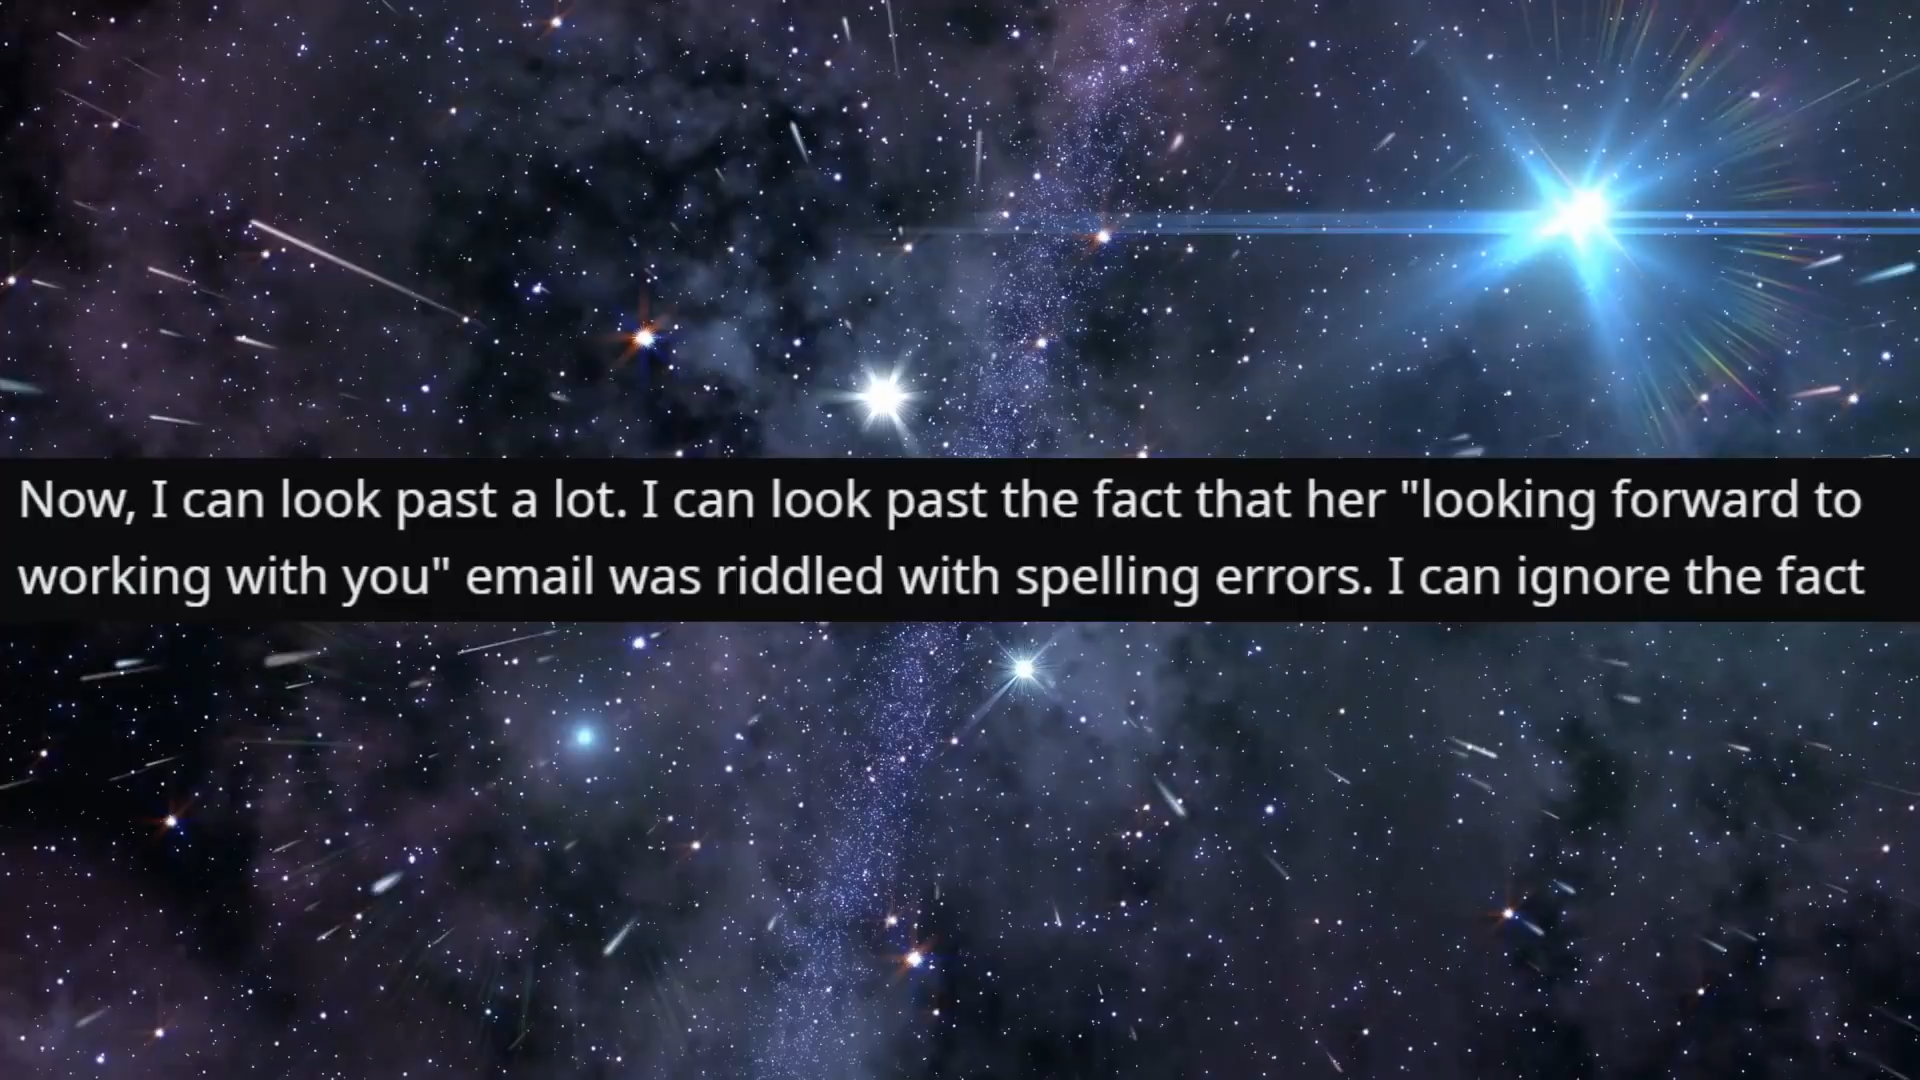 Now, I can look past a lot. I can look past the fact that her "looking forward to
working with you" email was riddled with spelling errors. I can ignore the fact